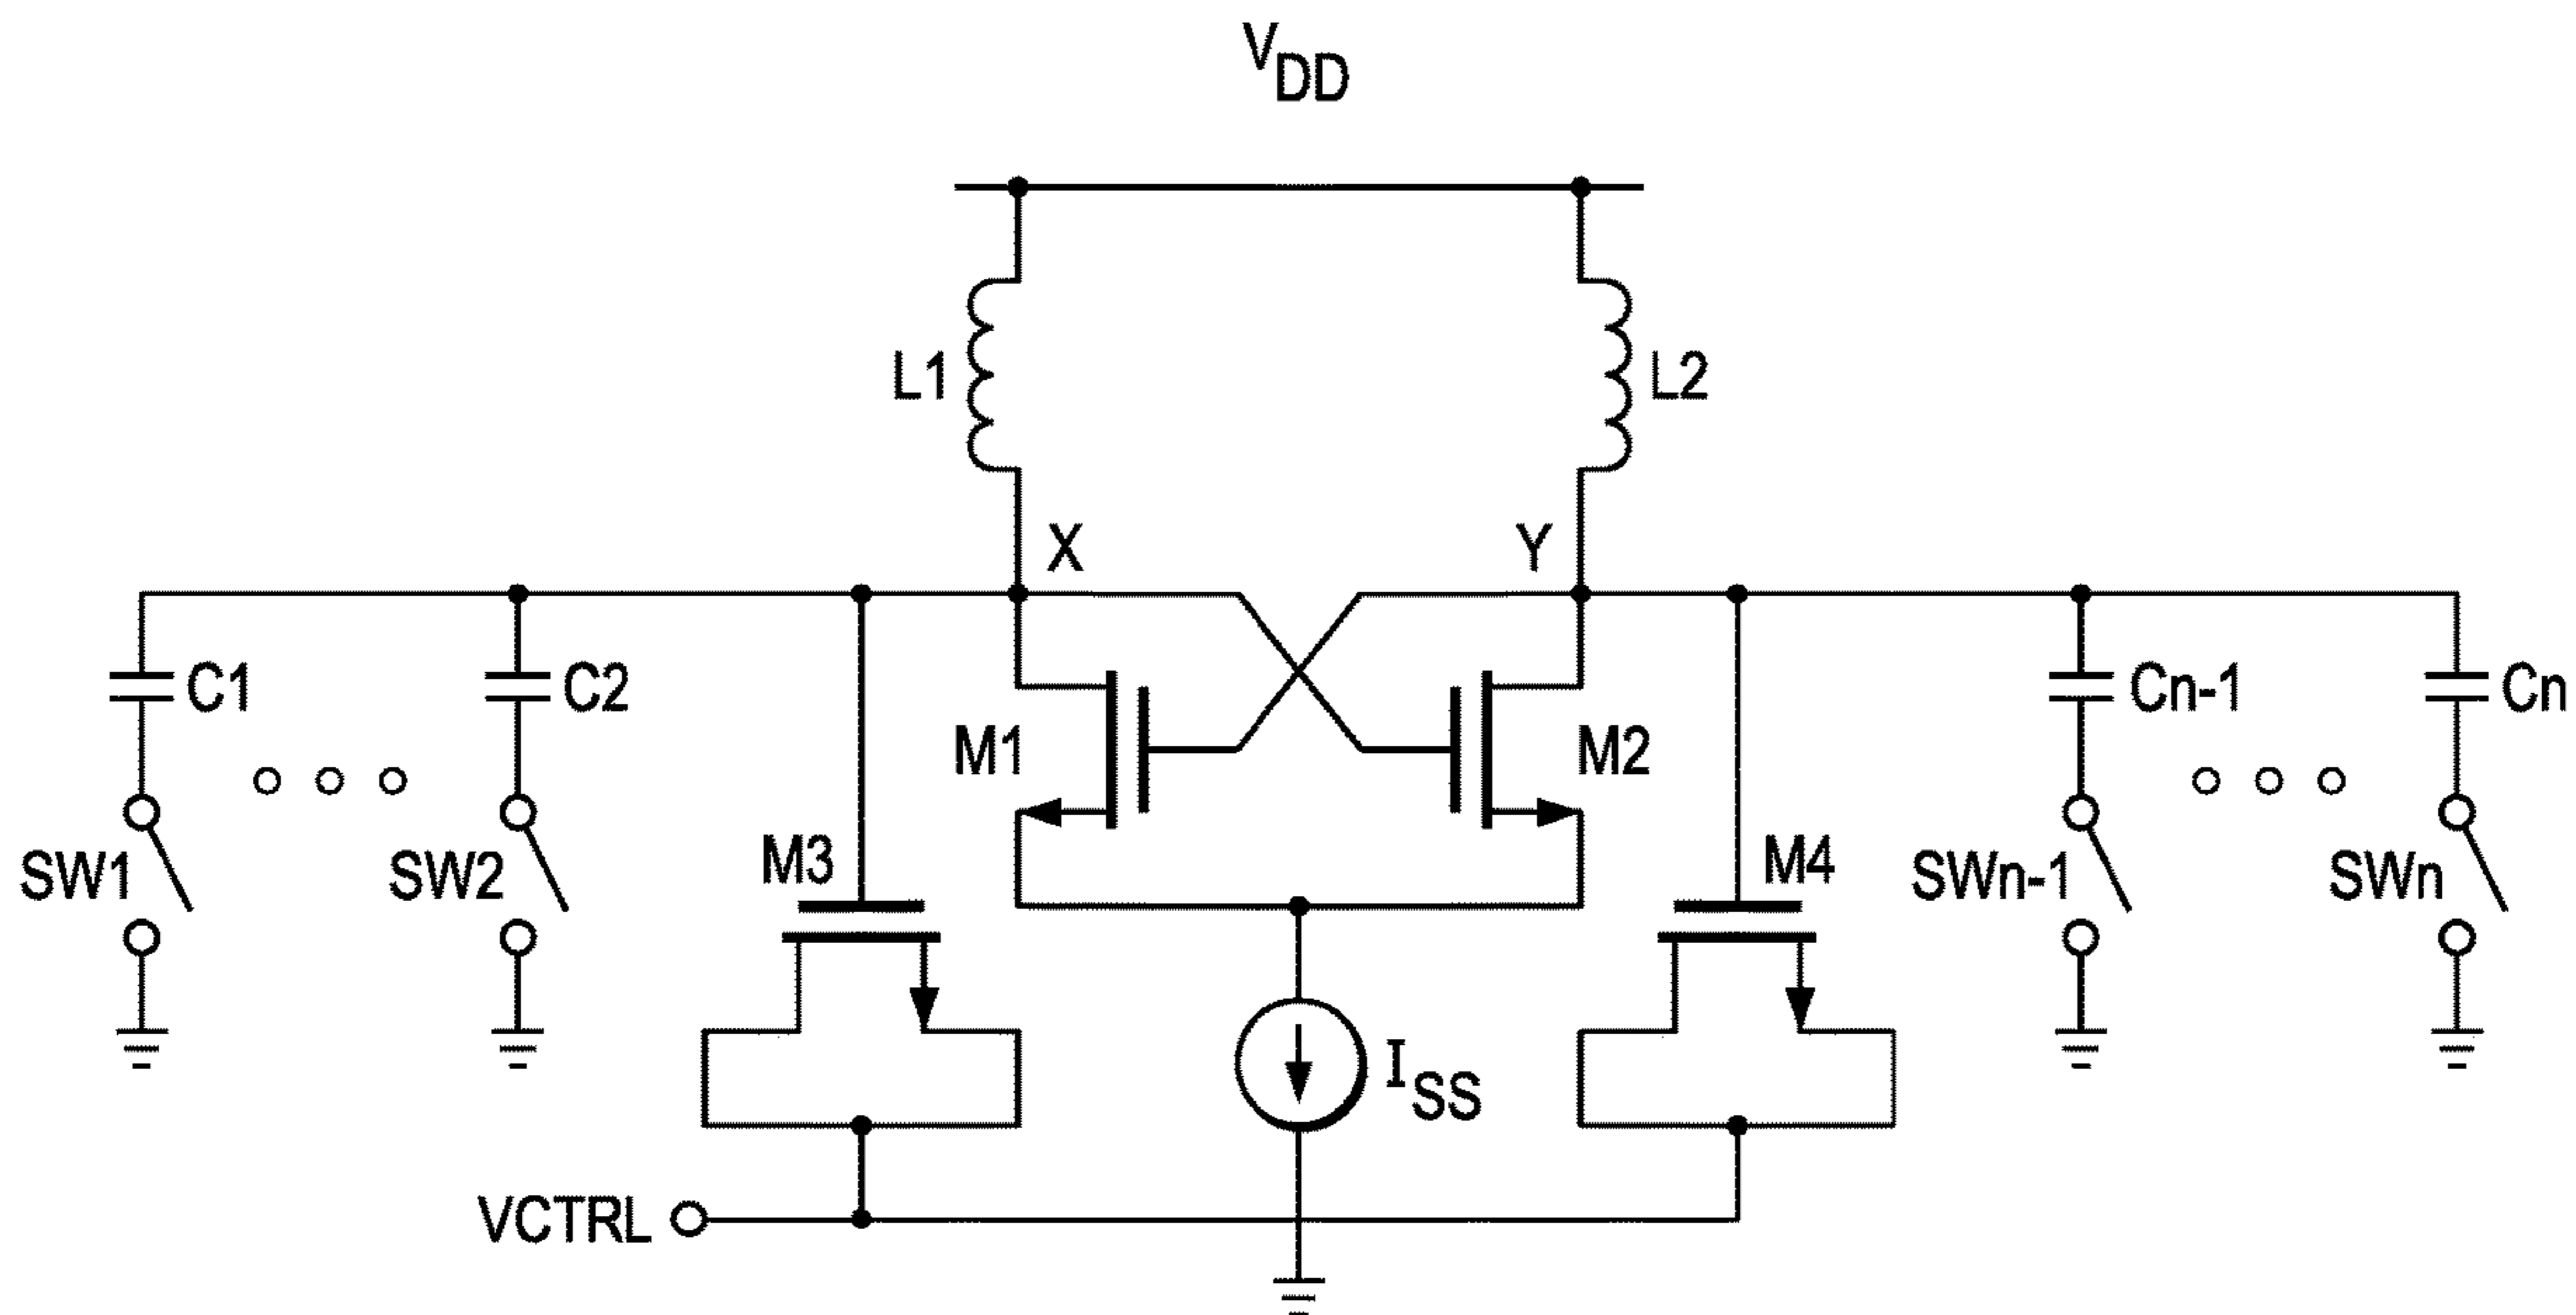 VDD
L1
L2
X
Y
C1
C2
Cn-1
Cn
M1
M2
SW1
SW2
M3
M4
SWn-1
SWn
ISS
VCTRL